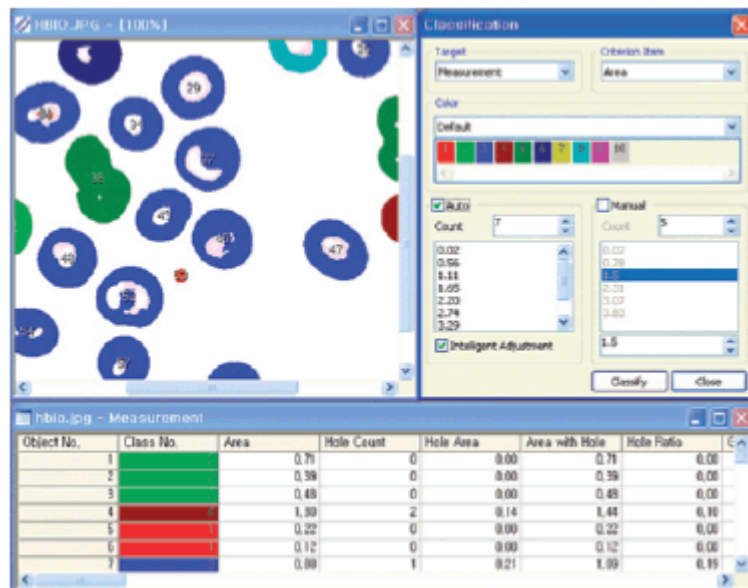 HBIO.JPG - [100%]
29
47
Classification
Target
Measurement
Criterion Item
Area
Color
Default
Auto
Count 7
0.02
0.56
1.11
1.65
2.20
2.74
3.29
Intelligent Adjustment
Manual
Count 5
0.02
0.78
1.5
2.31
3.07
3.83
1.5
Classify
Close
hbio.jpg - Measurement
Object No. Class No. Area Hole Count Hole Area Area with Hole Hole Ratio
1 0,71 0 0,00 0,71 0,00
2 0,39 0 0,00 0,39 0,00
3 0,48 0 0,00 0,48 0,00
4 4 1,30 2 0,14 1,44 0,10
5 1 0,22 0 0,00 0,22 0,00
6 1 0,12 0 0,00 0,12 0,00
7 0,88 1 0,21 1,09 0,19